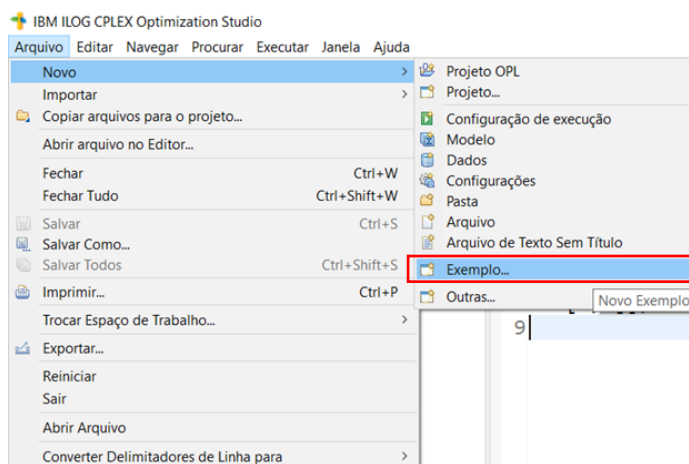 IBM ILOG CPLEX Optimization Studio
Arquivo Editar Navegar Procurar Executar Janela Ajuda
Novo >
Importar >
Copiar arquivos para o projeto...
Abrir arquivo no Editor...
Fechar Ctrl+W
Fechar Tudo Ctrl+Shift+W
Salvar Ctrl+S
Salvar Como...
Salvar Todos Ctrl+Shift+S
Imprimir... Ctrl+P
Trocar Espaço de Trabalho... >
Exportar...
Reiniciar
Sair
Abrir Arquivo
Converter Delimitadores de Linha para >
Projeto OPL
Projeto...
Configuração de execução
Modelo
Dados
Configurações
Pasta
Arquivo
Arquivo de Texto Sem Título
Exemplo...
Outras...
Novo Exemplo
9